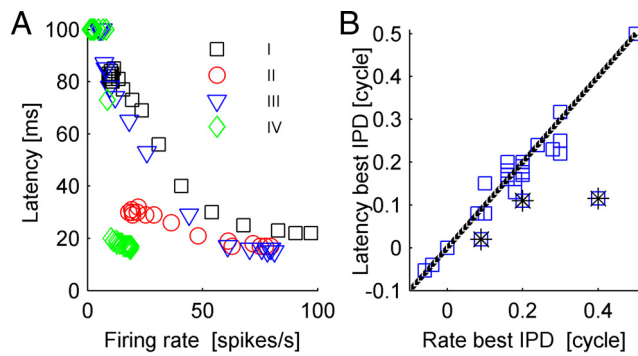 A
B
100
80
60
40
20
0
Latency [ms]
0
50
100
Firing rate [spikes/s]
I
II
III
IV
0.5
0.4
0.3
0.2
0.1
0
-0.1
Latency best IPD [cycle]
0
0.2
0.4
Rate best IPD [cycle]